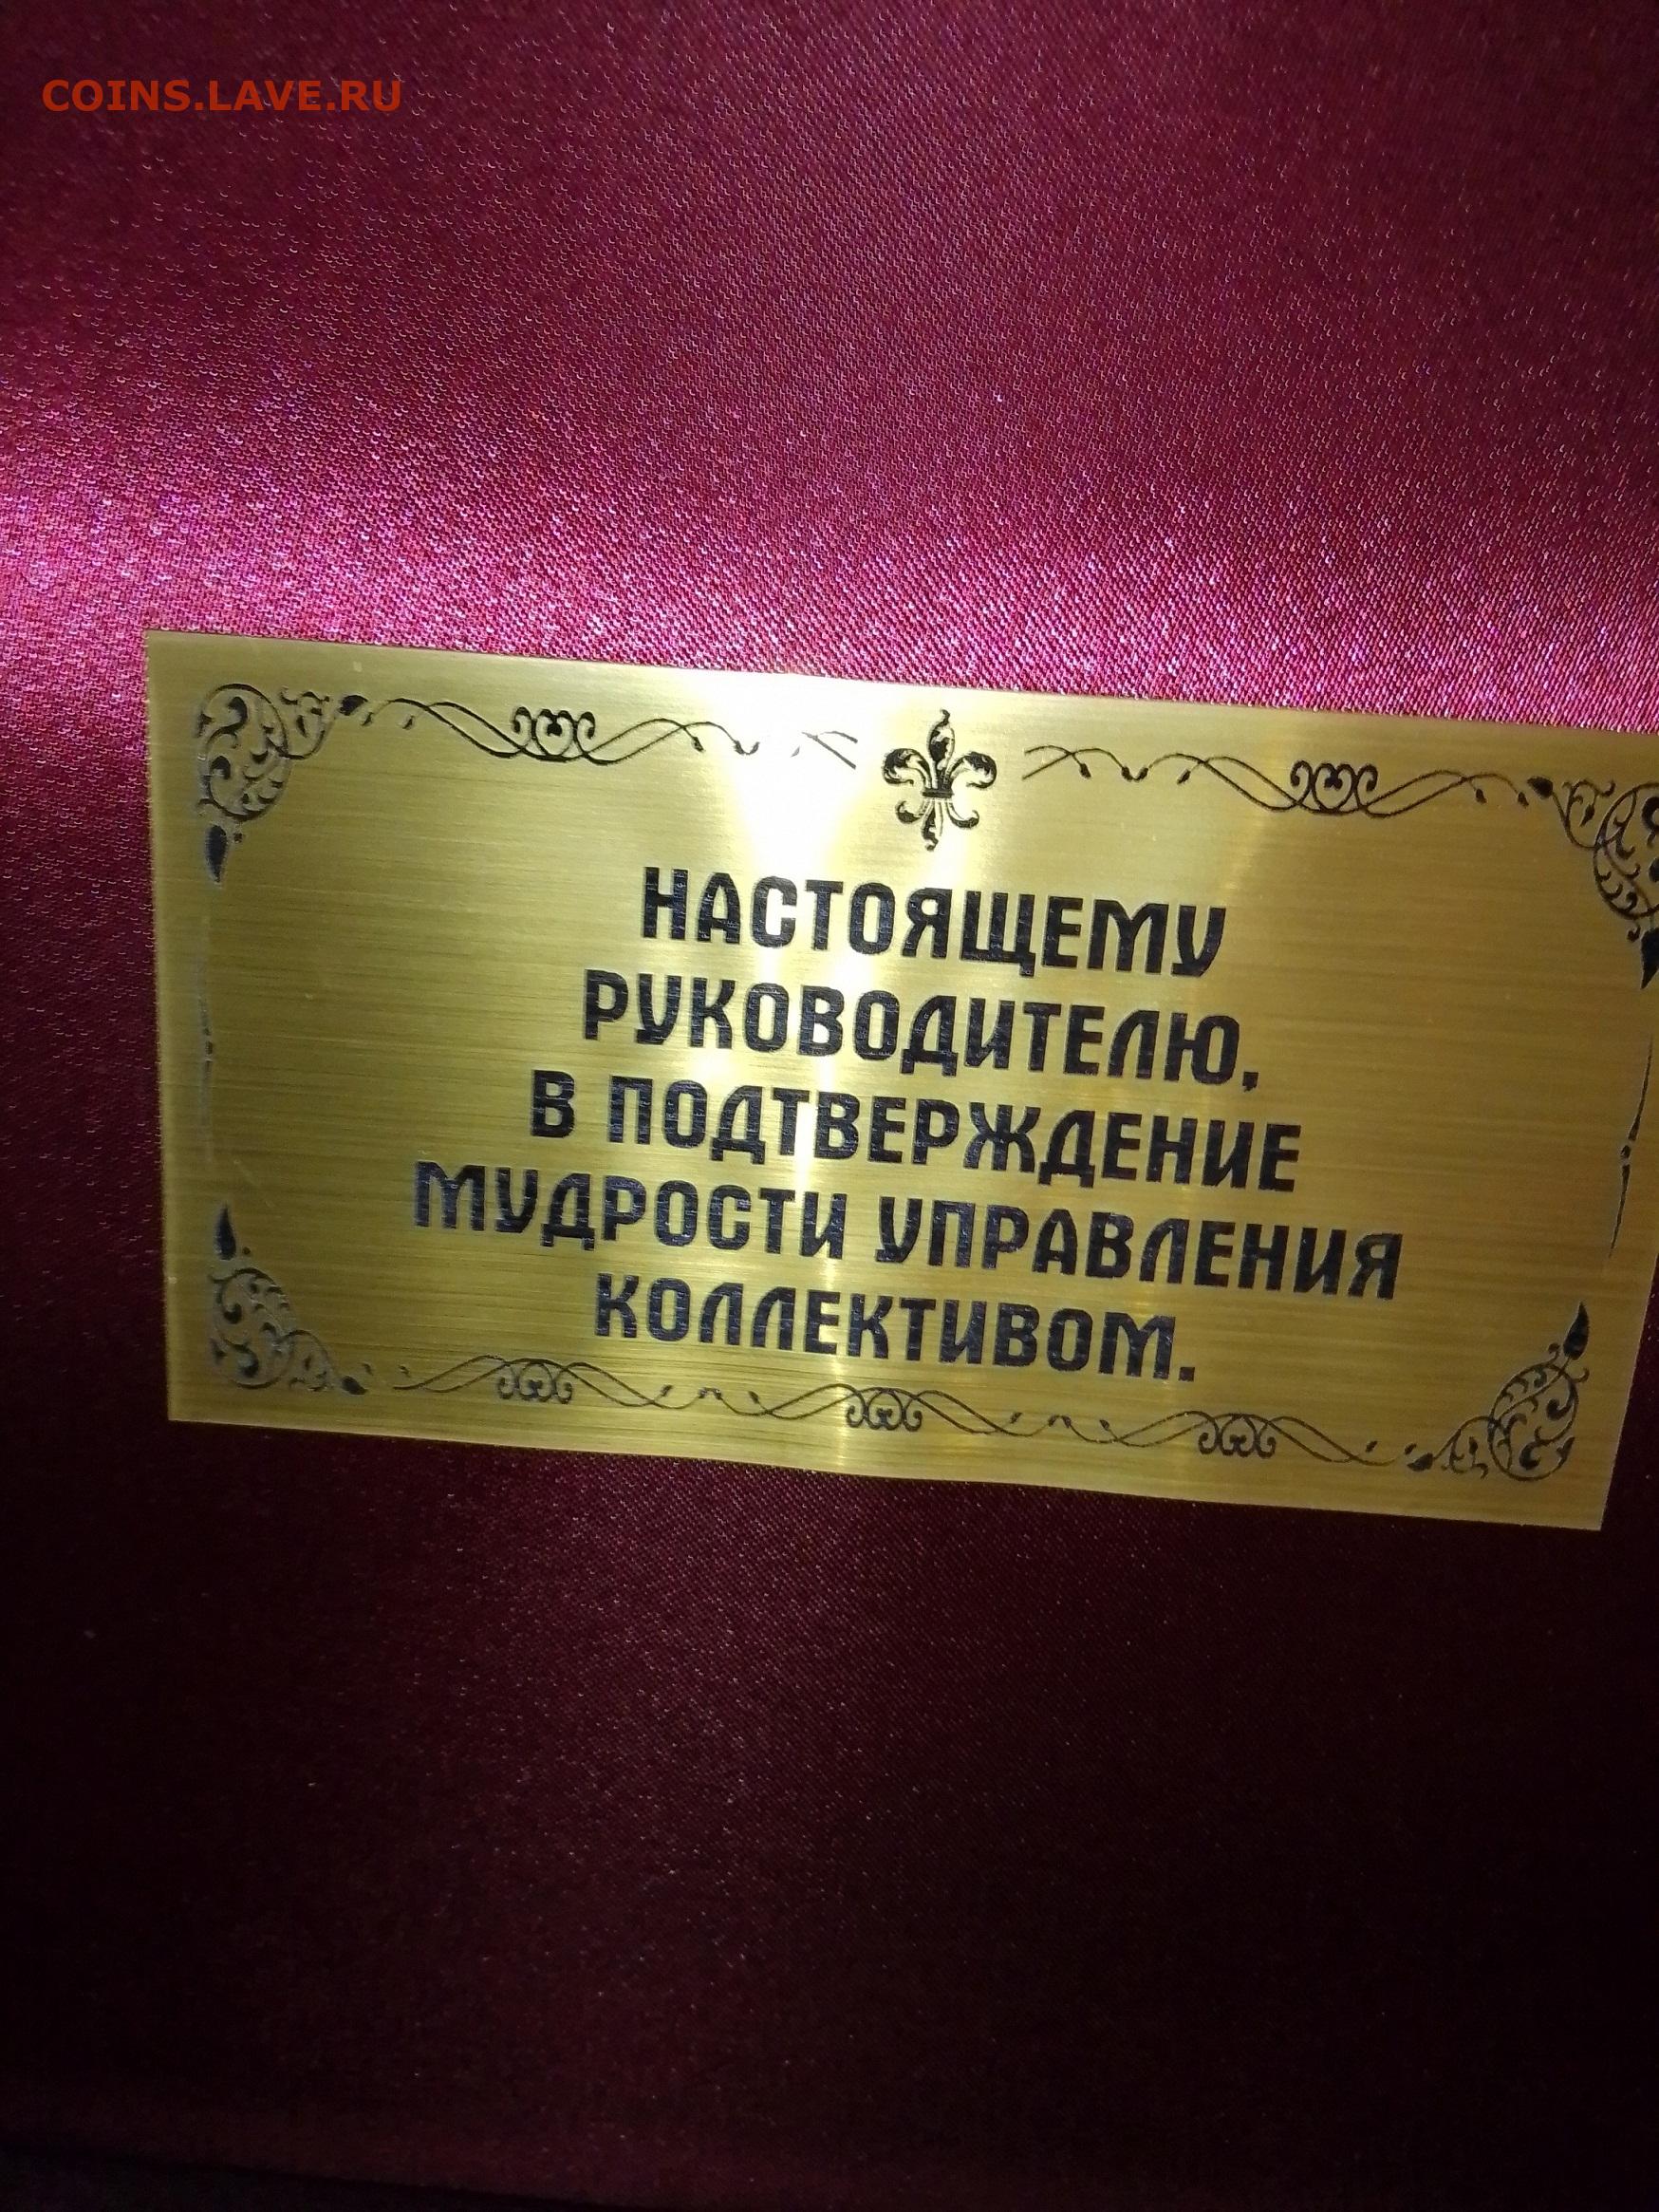 COINS.LAVE.RU
НАСТОЯЩЕМУ
РУКОВОДИТЕЛЮ,
В ПОДТВЕРЖДЕНИЕ
МУДРОСТИ УПРАВЛЕНИЯ
КОЛЛЕКТИВОМ.